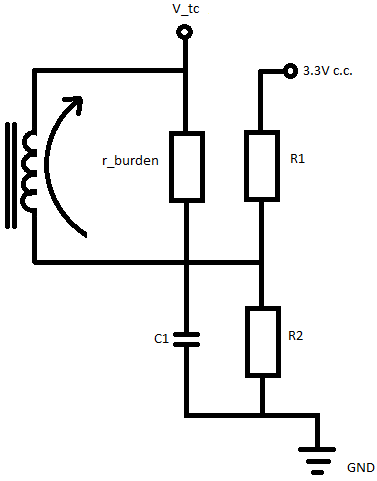 V_tc
3.3V c.c.
r_burden
R1
C1
R2
GND